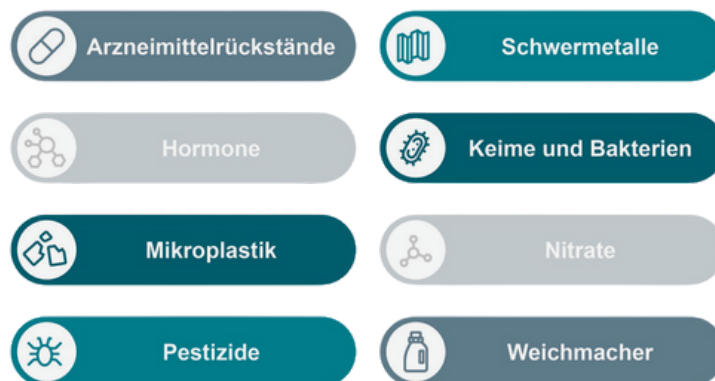 Arzneimittelrückstände
Schwermetalle
Hormone
Keime und Bakterien
Mikroplastik
Nitrate
Pestizide
Weichmacher